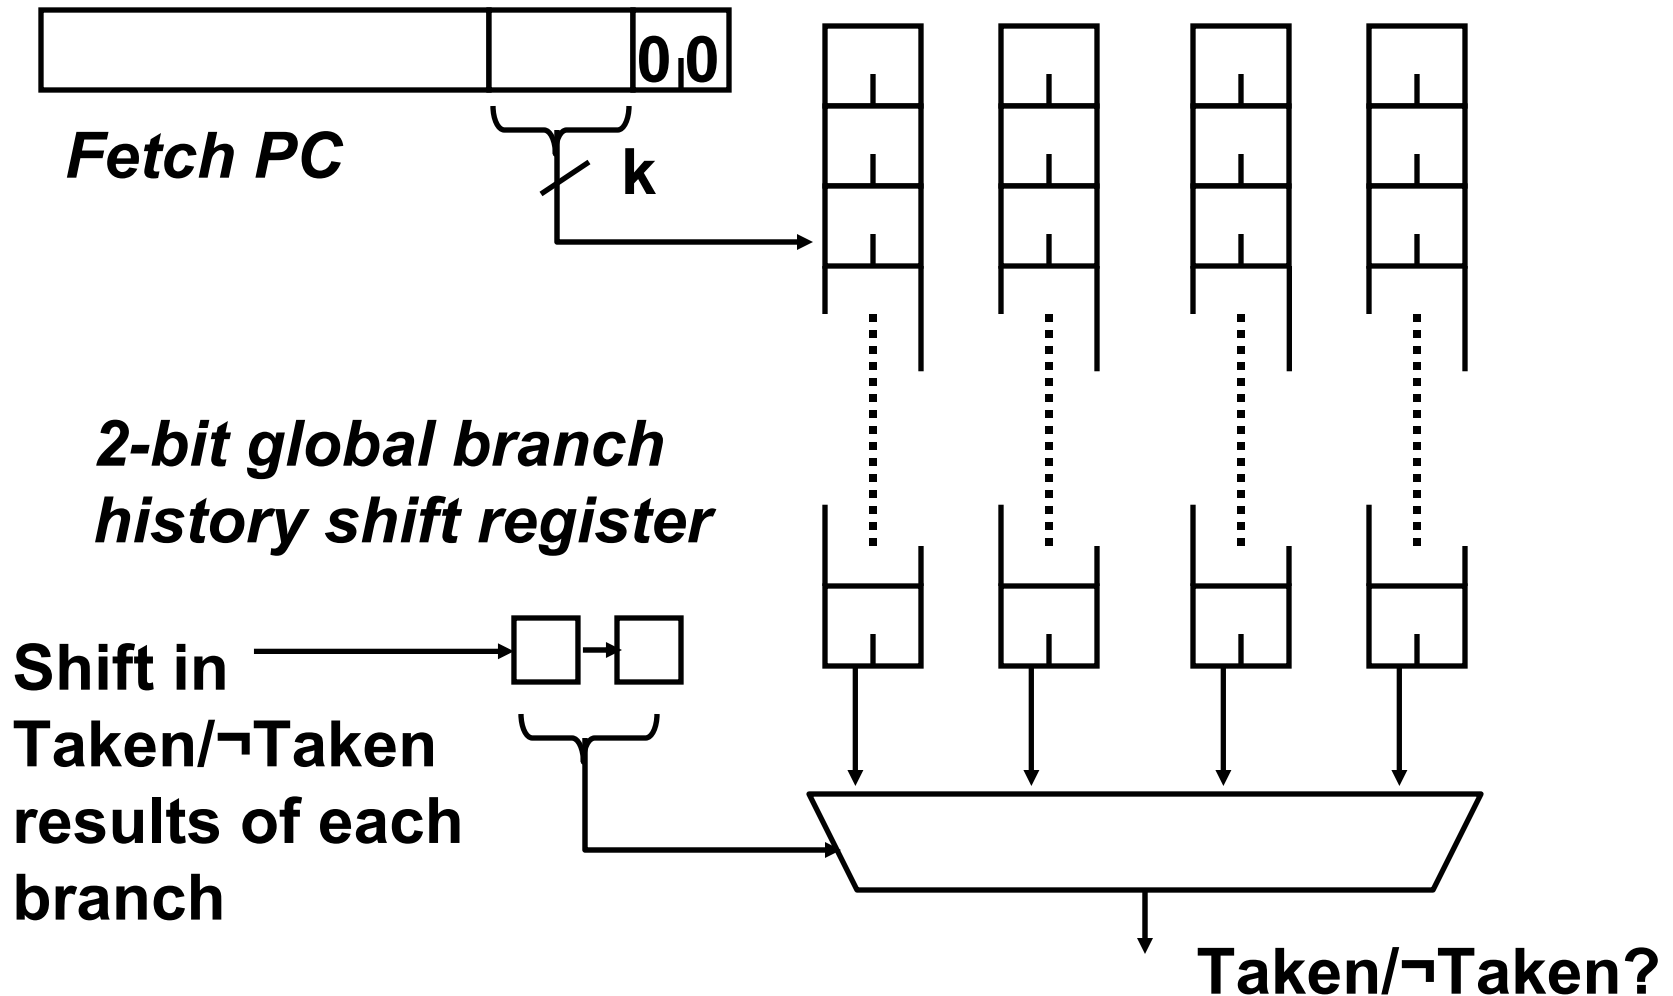 0 0
Fetch PC
k
2-bit global branch
history shift register
Shift in
Taken/¬Taken
results of each
branch
Taken/¬Taken?